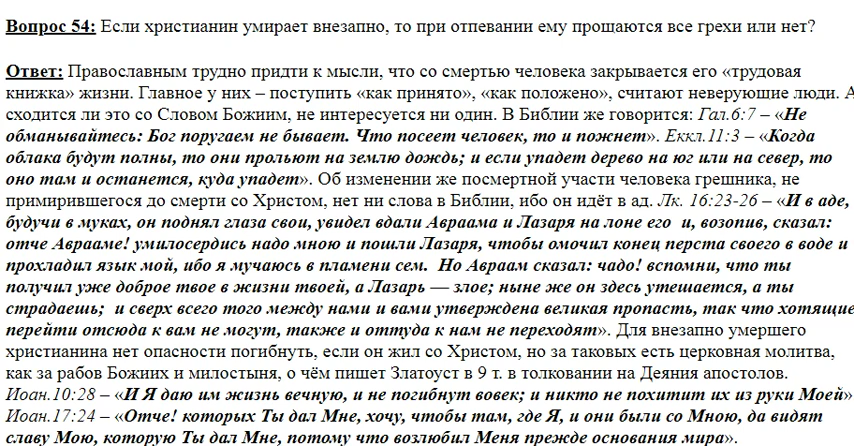 Вопрос 54: Если христианин умирает внезапно, то при отпевании ему прощаются все грехи или нет?
Ответ: Православным трудно придти к мысли, что со смертью человека закрывается его «трудовая
книжка» жизни. Главное у них – поступить «как принято», «как положено», считают неверующие люди. А
сходится ли это со Словом Божиим, не интересуется ни один. В Библии же говорится: Гал.6:7 – «Не
обманывайтесь: Бог поругаем не бывает. Что посеет человек, то и пожнет». Еккл.11:3 – «Когда
облака будут полны, то они прольют на землю дождь; и если упадет дерево на юг или на север, то
оно там и останется, куда упадет». Об изменении же посмертной участи человека грешника, не
примирившегося до смерти со Христом, нет ни слова в Библии, ибо он идёт в ад. Лк. 16:23-26 – «И в аде,
будучи в муках, он поднял глаза свои, увидел вдали Авраама и Лазаря на лоне его и, возопив, сказал:
отче Аврааме! умилосердись надо мною и пошли Лазаря, чтобы омочил конец перста своего в воде и
прохладил язык мой, ибо я мучаюсь в пламени сем. Но Авраам сказал: чадо! вспомни, что ты
получил уже доброе твое в жизни твоей, а Лазарь — злое; ныне же он здесь утешается, а ты
страдаешь; и сверх всего того между нами и вами утверждена великая пропасть, так что хотящие
перейти отсюда к вам не могут, также и оттуда к нам не переходят». Для внезапно умершего
христианина нет опасности погибнуть, если он жил со Христом, но за таковых есть церковная молитва,
как за рабов Божиих и милостыня, о чём пишет Златоуст в 9 т. в толковании на Деяния апостолов.
Иоан.10:28 – «И Я даю им жизнь вечную, и не погибнут вовек; и никто не похитит их из руки Моей»
Иоан.17:24 – «Отче! которых Ты дал Мне, хочу, чтобы там, где Я, и они были со Мною, да видят
славу Мою, которую Ты дал Мне, потому что возлюбил Меня прежде основания мира».